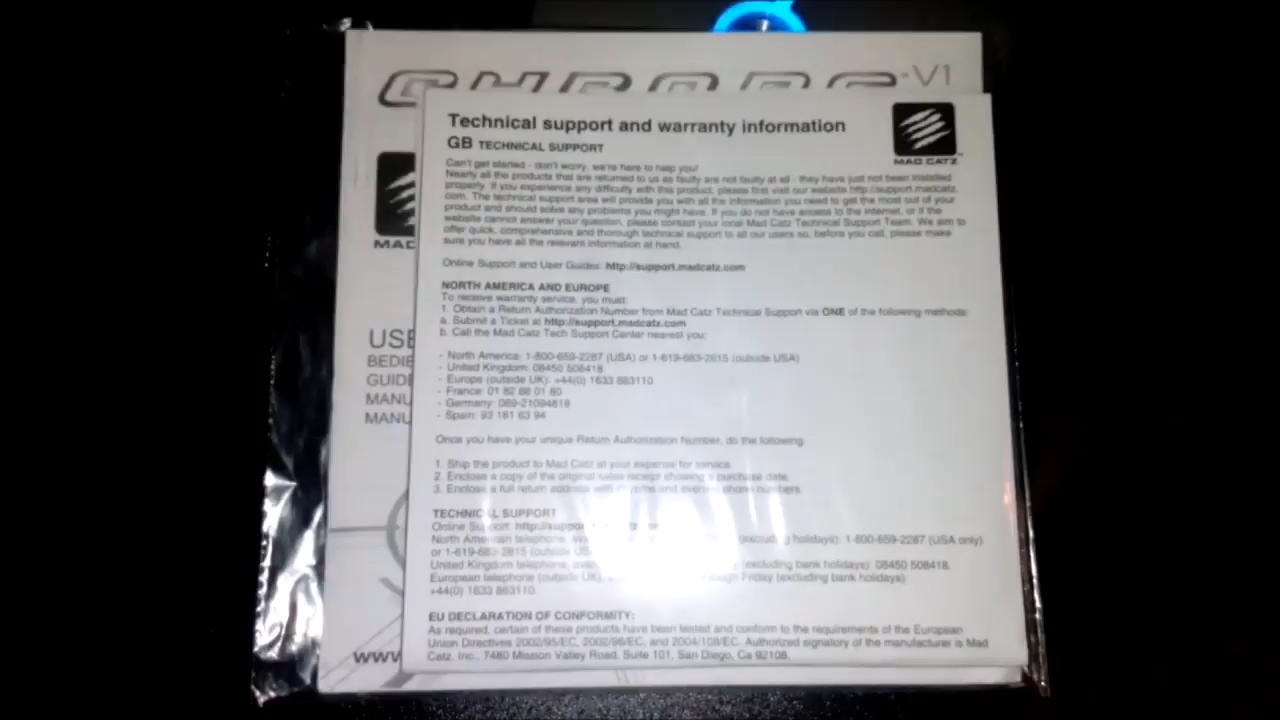 V1
MAD
USE
BEDIE
GUIDE
MANU
MANU
www
Technical support and warranty information
MAD CATZ
GB TECHNICAL SUPPORT
Can't get started - don't worry, we're here to help you!
Nearly all the products that are returned to us as faulty are not faulty at all - they have just not been installed
properly. If you experience any difficulty with this product, please first visit our website http://support.madcatz.
com. The technical support area will provide you with all the information you need to get the most out of your
product and should solve any problems you might have. If you do not have access to the internet, or if the
website cannot answer your question, please contact your local Mad Catz Technical Support Team. We aim to
offer quick, comprehensive and thorough technical support to all our users so, before you call, please make
sure you have all the relevant information at hand.
Online Support and User Guides: http://support.madcatz.com
NORTH AMERICA AND EUROPE
To receive warranty service, you must:
1. Obtain a Return Authorization Number from Mad Catz Technical Support via ONE of the following methods:
a. Submit a Ticket at http://support.madcatz.com
b. Call the Mad Catz Tech Support Center nearest you:
- North America: 1-800-659-2287 (USA) or 1-619-683-2815 (outside USA)
- United Kingdom: 08450 508418
- Europe (outside UK): +44(0) 1633 883110
- France: 01 82 88 01 60
- Germany: 089-21094818
- Spain: 93 181 63 94
Once you have your unique Return Authorization Number, do the following:
1. Ship the product to Mad Catz at your expense for service.
2. Enclose a copy of the original sales receipt showing a purchase date.
3. Enclose a full return address with daytime and evening phone numbers.
TECHNICAL SUPPORT
Online Support: http://suppor
North American telephone, (excluding holidays): 1-800-659-2287 (USA only)
or 1-619-683-2815 (outside US
United Kingdom telephone, excluding bank holidays): 08450 508418.
European telephone (outside UK), Friday (excluding bank holidays)
+44(0) 1633 883110.
EU DECLARATION OF CONFORMITY:
As required, certain of these products have been tested and conform to the requirements of the European
Union Directives 2002/95/EC, 2002/96/EC, and 2004/108/EC. Authorized signatory of the manufacturer is Mad
Catz. Inc., 7480 Mission Valley Road, Suite 101, San Diego, Ca 92108.